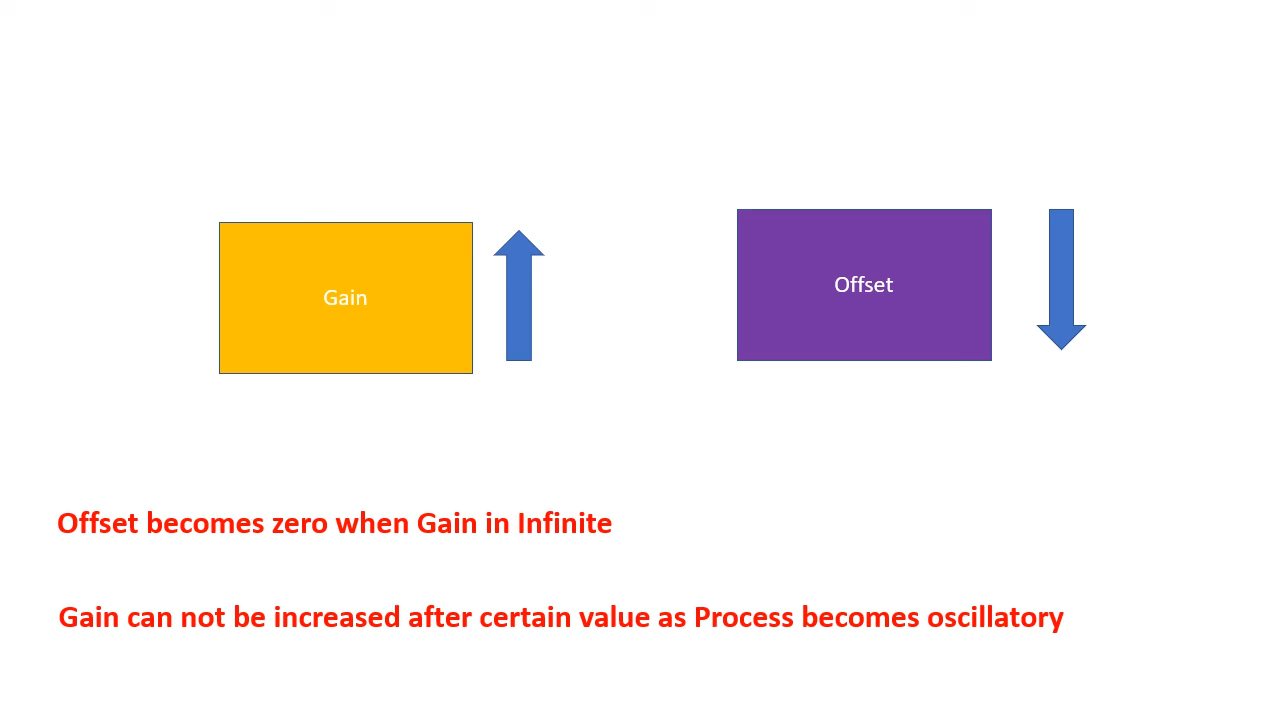 Gain
Offset
Offset becomes zero when Gain in Infinite
Gain can not be increased after certain value as Process becomes oscillatory